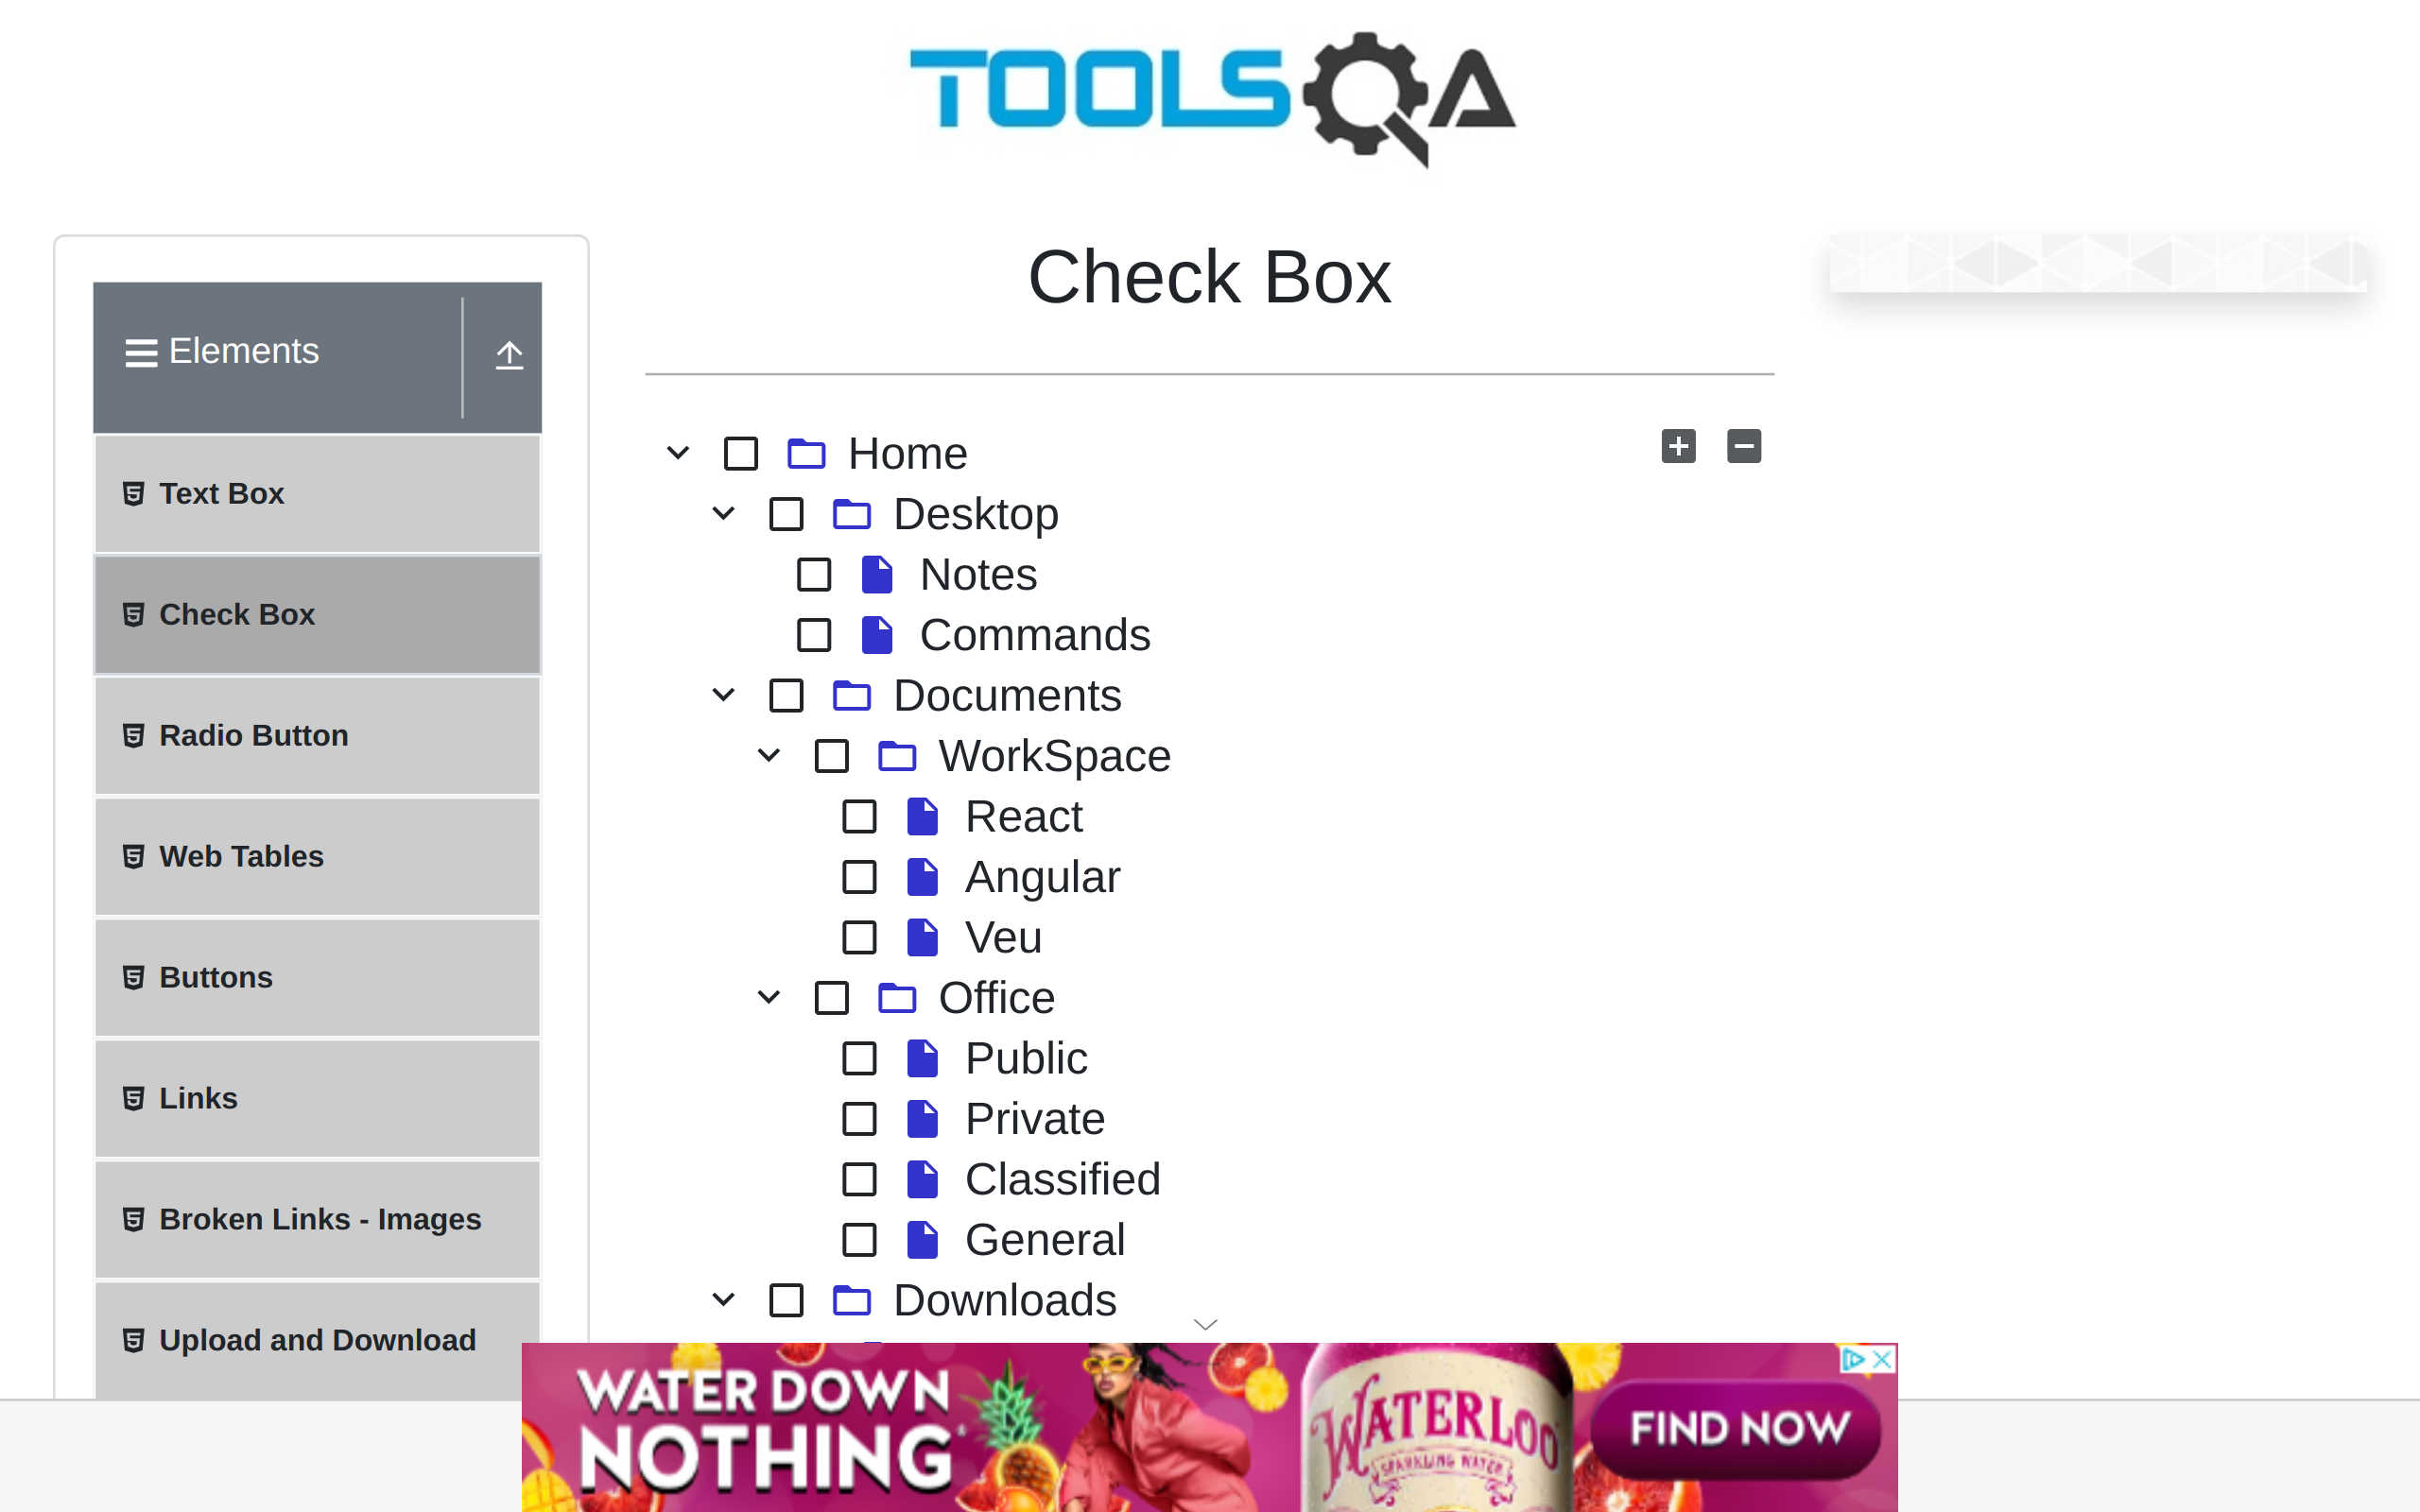 TOOLSQA
Check Box
Elements
Text Box
Check Box
Radio Button
Web Tables
Buttons
Links
Broken Links - Images
Upload and Download
Home
Desktop
Notes
Commands
Documents
WorkSpace
React
Angular
Veu
Office
Public
Private
Classified
General
Downloads
WATER DOWN
NOTHING
WATERLOO
SPARKLING WATER
FIND NOW